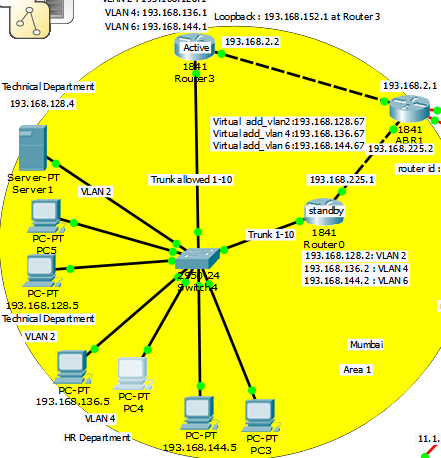 VLAN 4: 193.168.136.1
VLAN 6: 193.168.144.1
Loopback : 193.168.152.1 at Router 3
Active
193.168.2.2
1841
Router3
Technical Department
193.168.128.4
193.168.2.1
1841
ABR1
Virtual add_vlan2:193.168.128.67
Virtual add_vlan 4:193.168.136.67
Virtual add_vlan 6:193.168.144.67
193.168.225.2
router id :
Server-PT
Server1
VLAN 2
Trunk allowed 1-10
193.168.225.1
standby
1841
Router0
Trunk 1-10
PC-PT
PC5
193.168.128.2: VLAN 2
193.168.136.2 : VLAN 4
193.168.144.2 : VLAN 6
2950-24
Switch4
PC-PT
193.168.128.5
Technical Department
VLAN 2
Mumbai
Area 1
PC-PT
193.168.136.5
PC-PT
PC4
VLAN 4
HR Department
PC-PT
193.168.144.5
PC-PT
PC3
11.1.